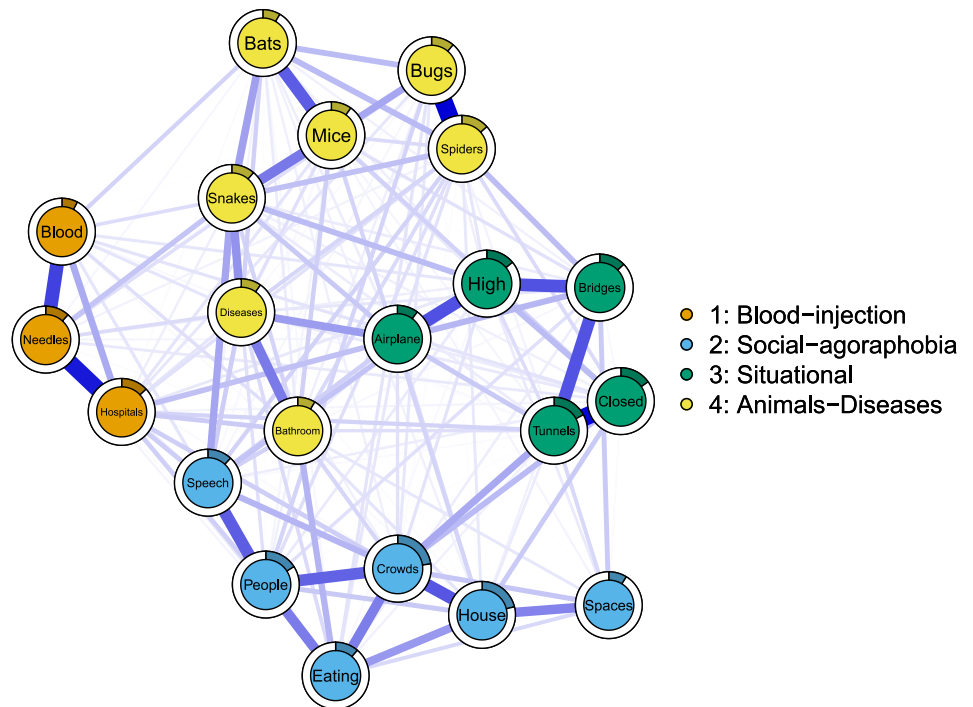 Bats
Bugs
Mice
Spiders
Snakes
Blood
High
Bridges
Diseases
Needles
Airplane
Closed
Hospitals
Bathroom
Tunnels
Speech
Crowds
People
House
Spaces
Eating
1: Blood−injection
2: Social−agoraphobia
3: Situational
4: Animals−Diseases